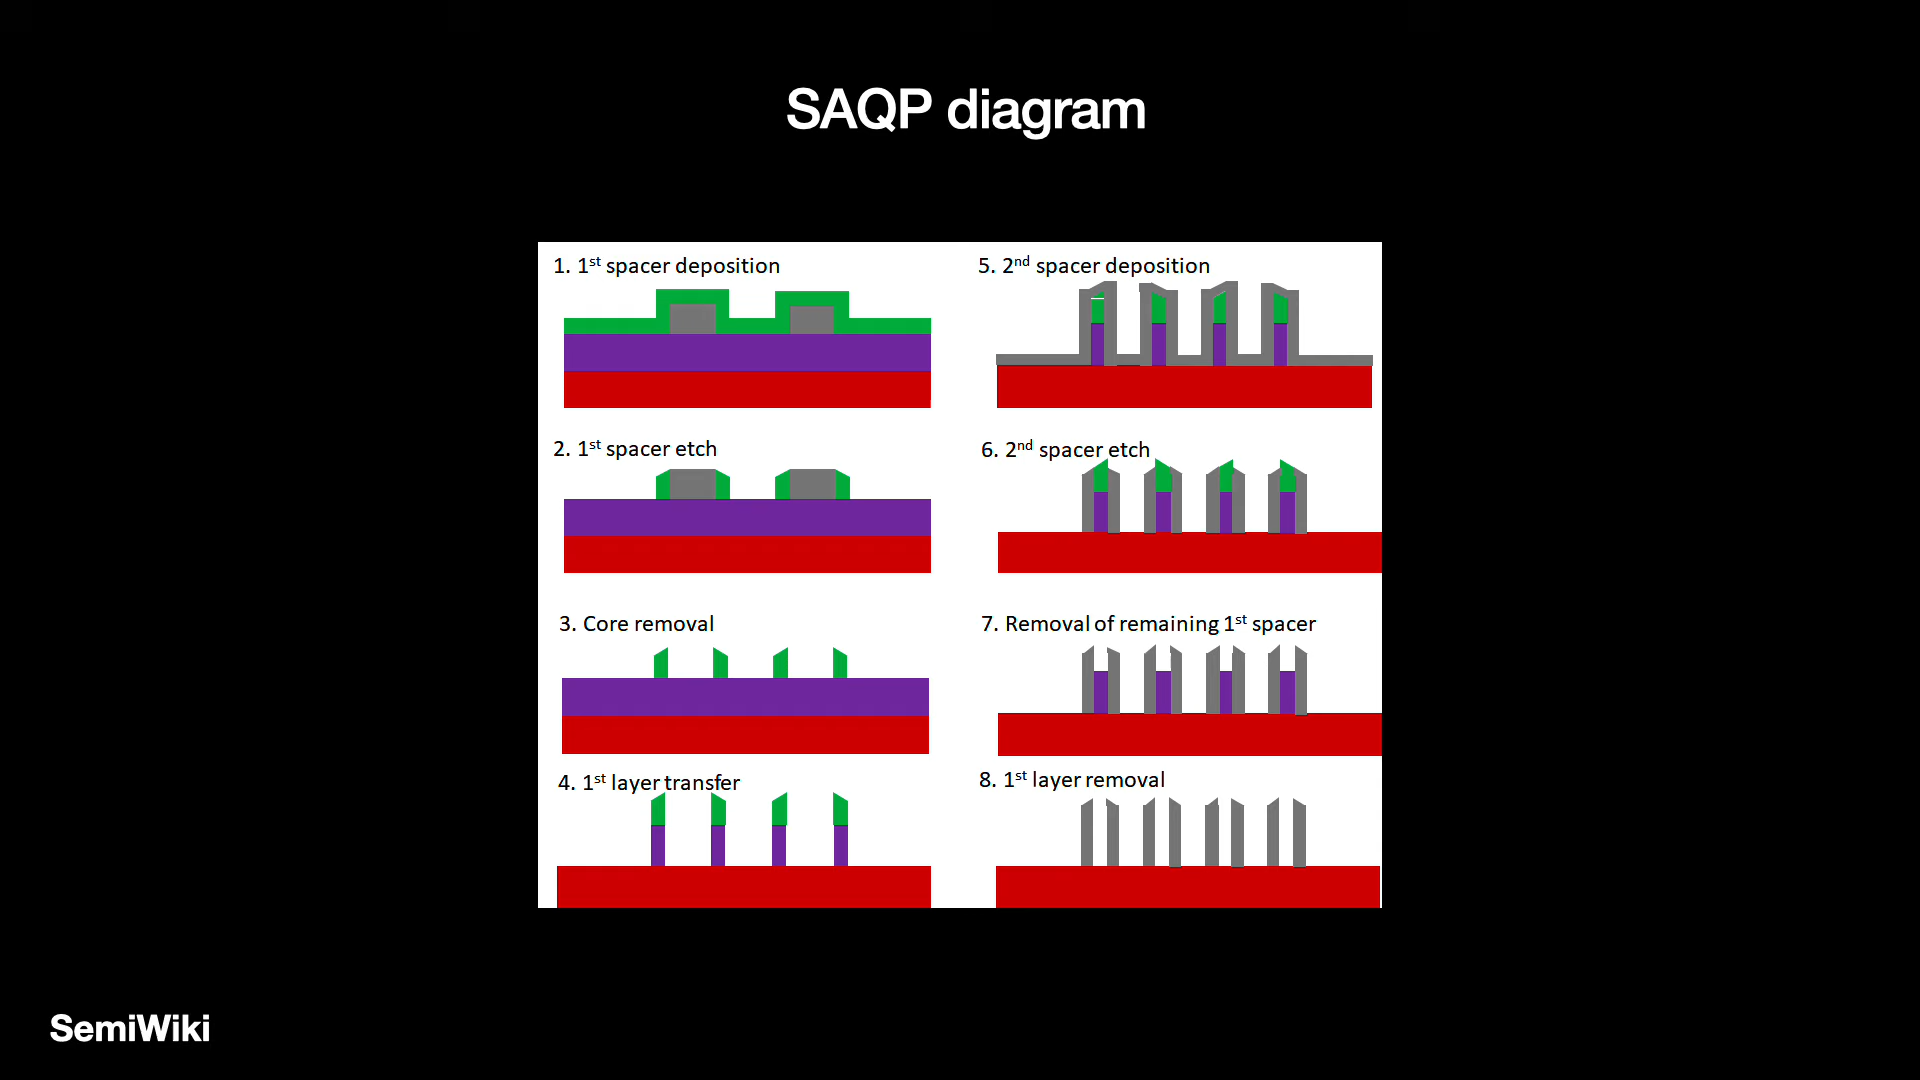 SAQP diagram
1. 1st spacer deposition
2. 1st spacer etch
3. Core removal
4. 1st layer transfer
5. 2nd spacer deposition
6. 2nd spacer etch
7. Removal of remaining 1st spacer
8. 1st layer removal
SemiWiki